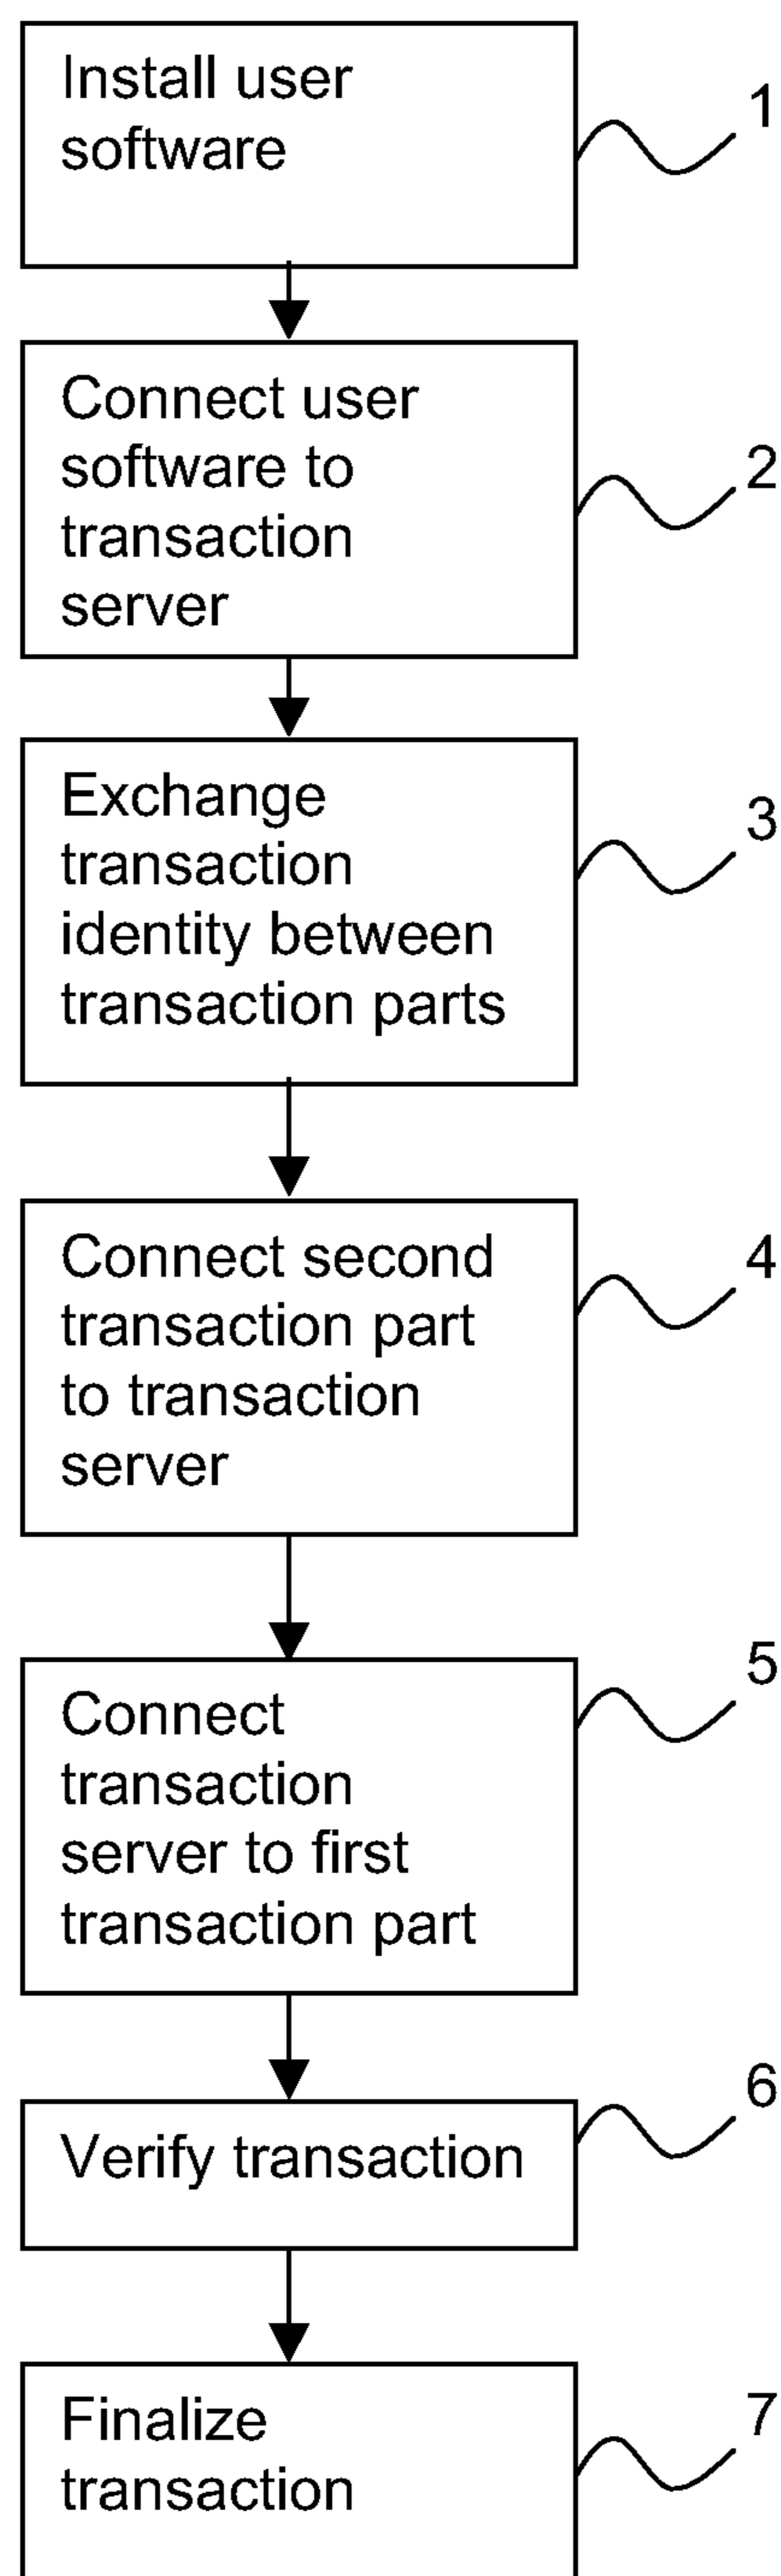 Install user
software
1
Connect user
software to
transaction
server
2
Exchange
transaction
identity between
transaction parts
3
Connect second
transaction part
to transaction
server
4
Connect
transaction
server to first
transaction part
5
Verify transaction
6
Finalize
transaction
7